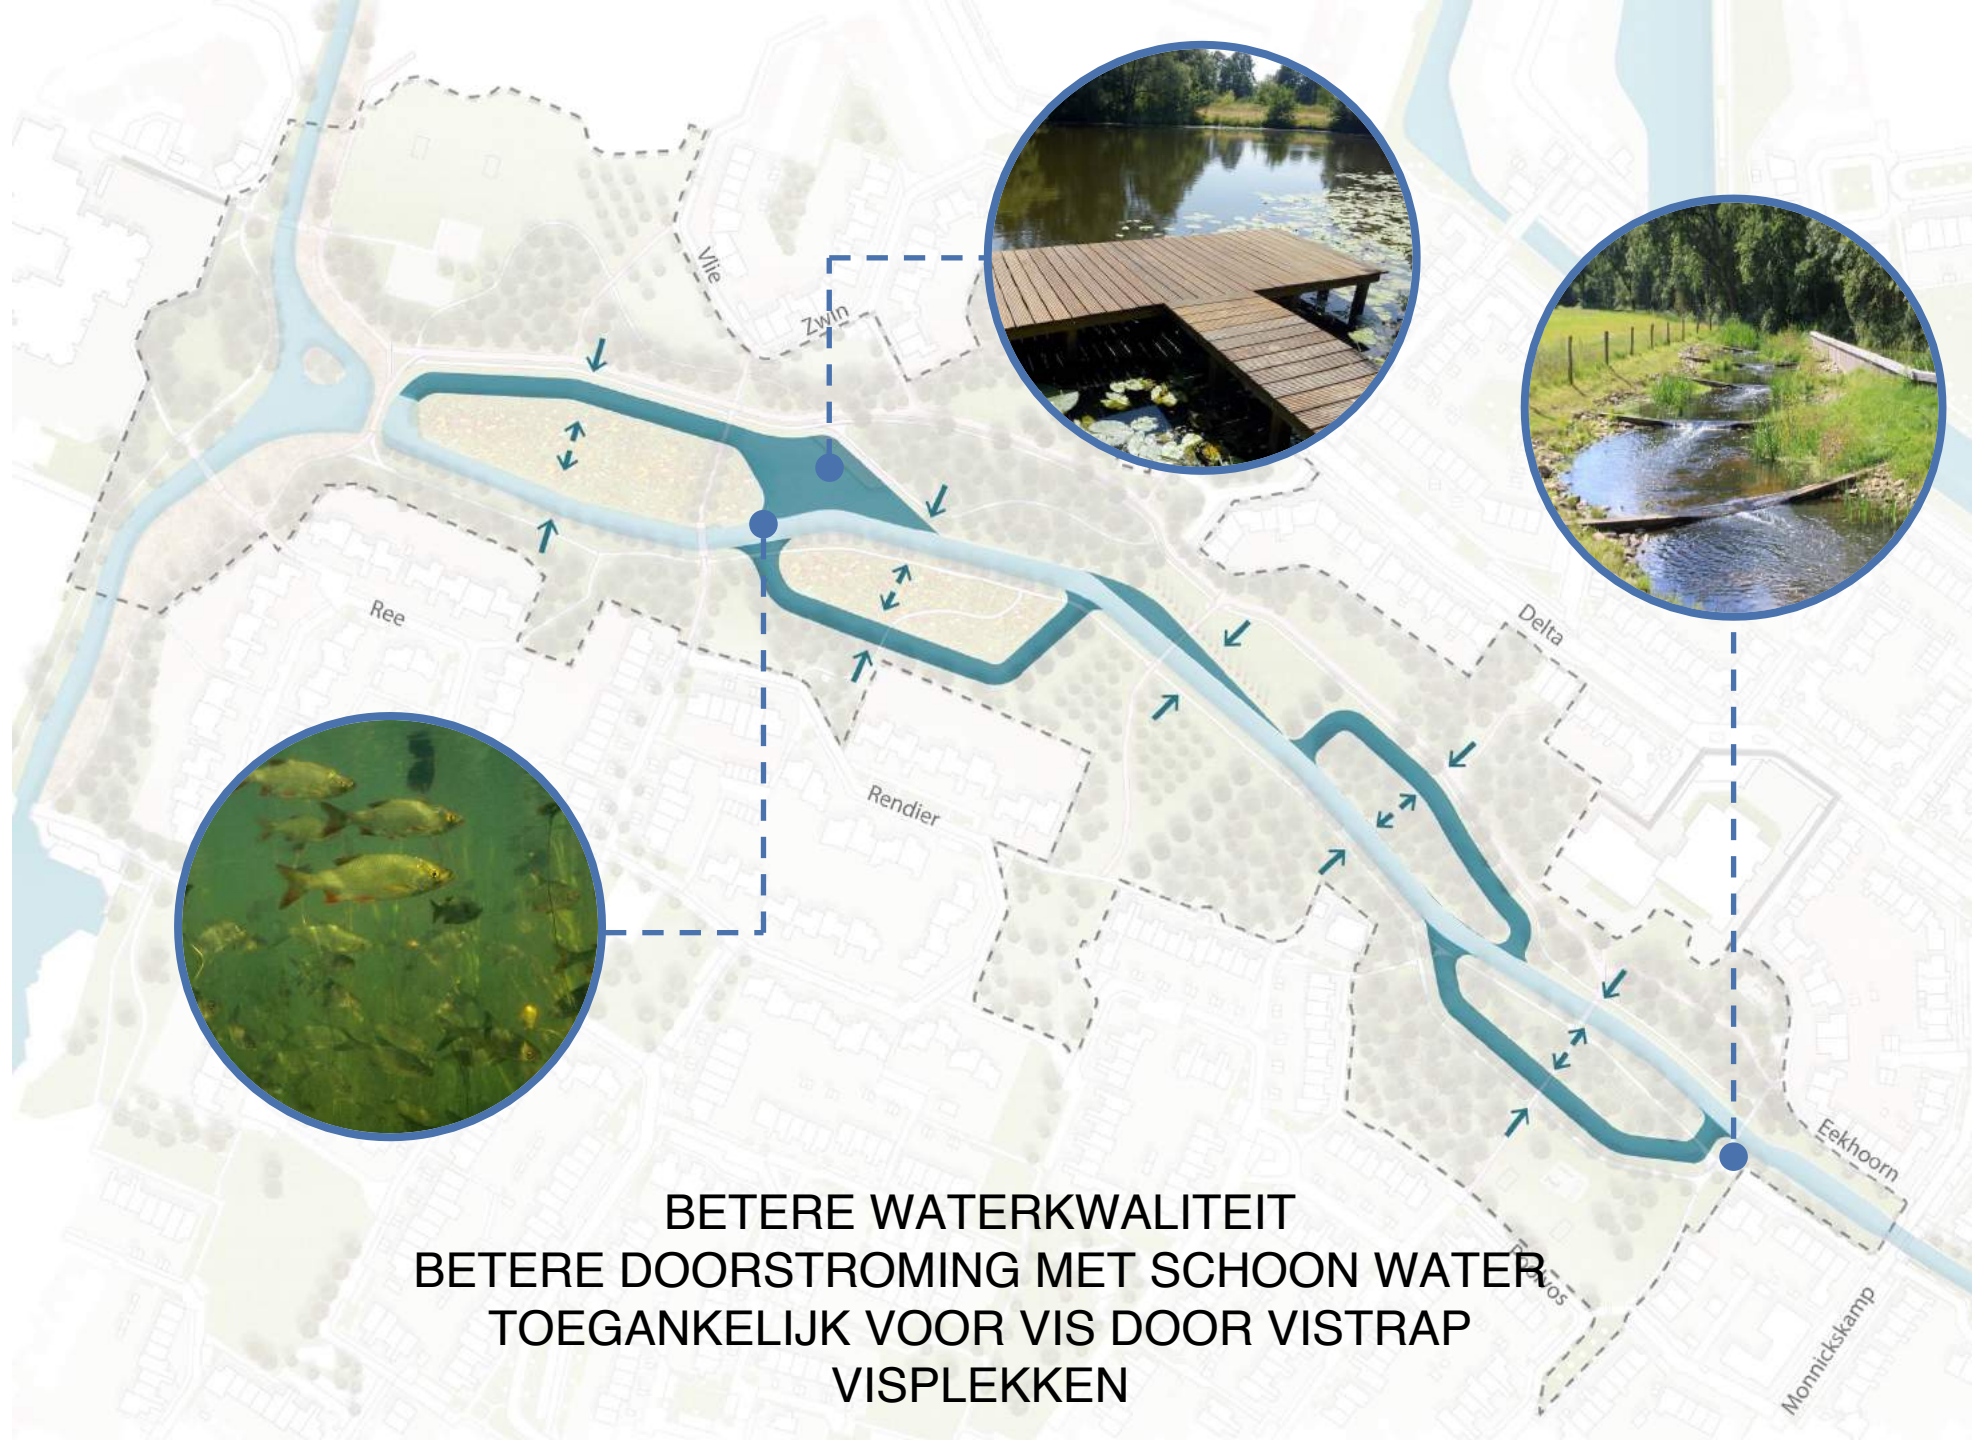 Vlie
Zwin
Ree
Delta
Rendier
Eekhoorn
BETERE WATERKWALITEIT
BETERE DOORSTROMING MET SCHOON WATER
Poolvos
TOEGANKELIJK VOOR VIS DOOR VISTRAP
VISPLEKKEN
Monnickskamp